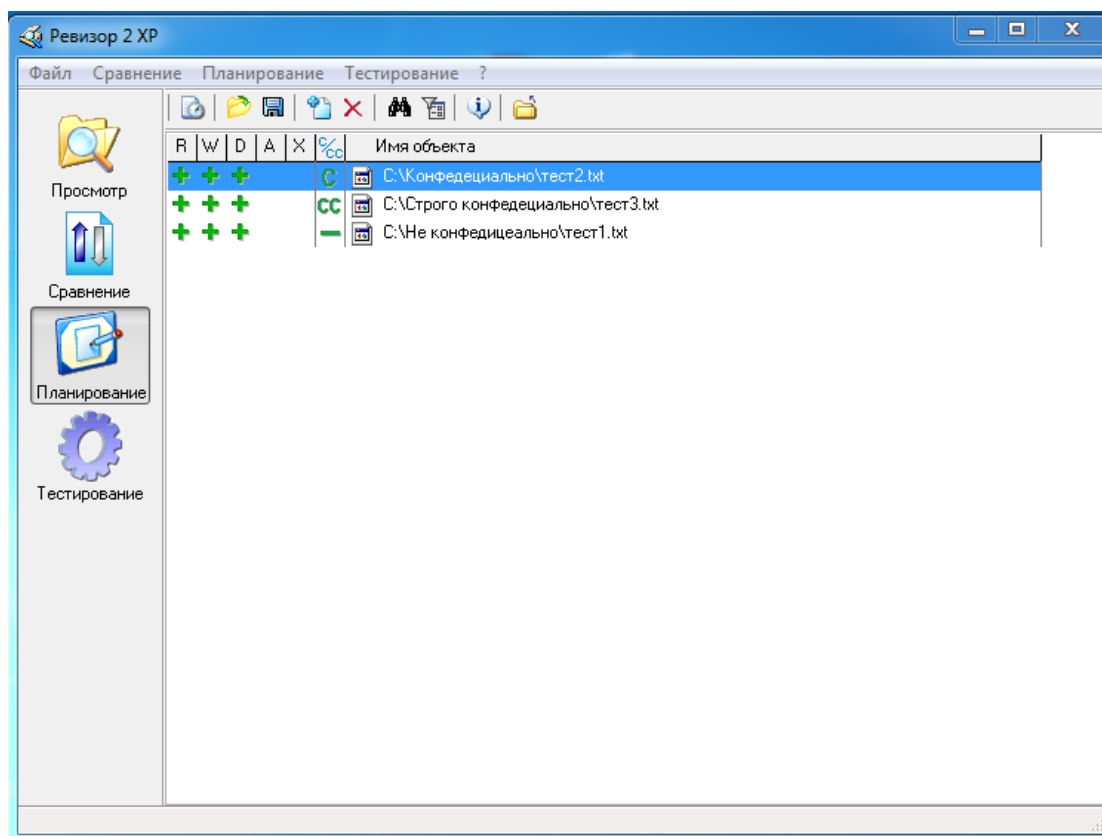 Ревизор 2 XP
Файл Сравнение Планирование Тестирование ?
R W D A X C/CC Имя объекта
+ + + C C:\Конфедециально\тест2.txt
+ + + CC C:\Строго конфедециально\тест3.txt
+ + + — C:\Не конфедицеально\тест1.txt
Просмотр
Сравнение
Планирование
Тестирование